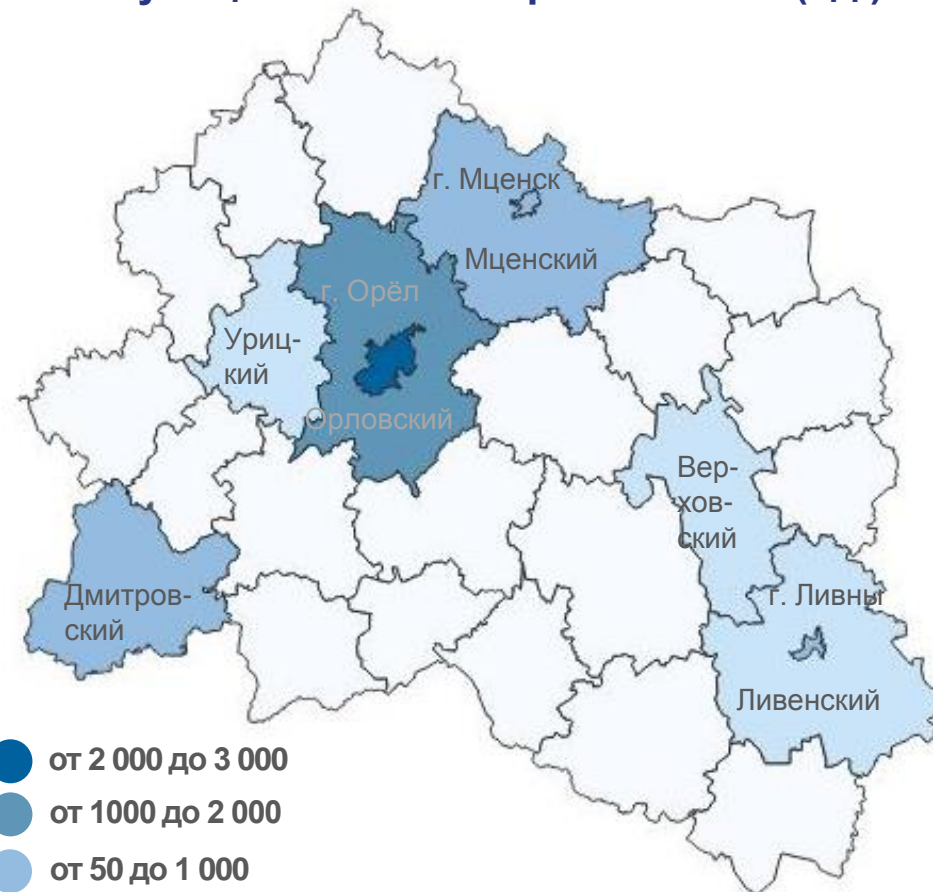 г. Мценск
Мценский
г. Орёл
Уриц-
кий
Орловский
Вер-
хов-
ский
Дмитров-
ский
г. Ливны
Ливенский
от 2 000 до 3 000
от 1000 до 2 000
от 50 до 1 000